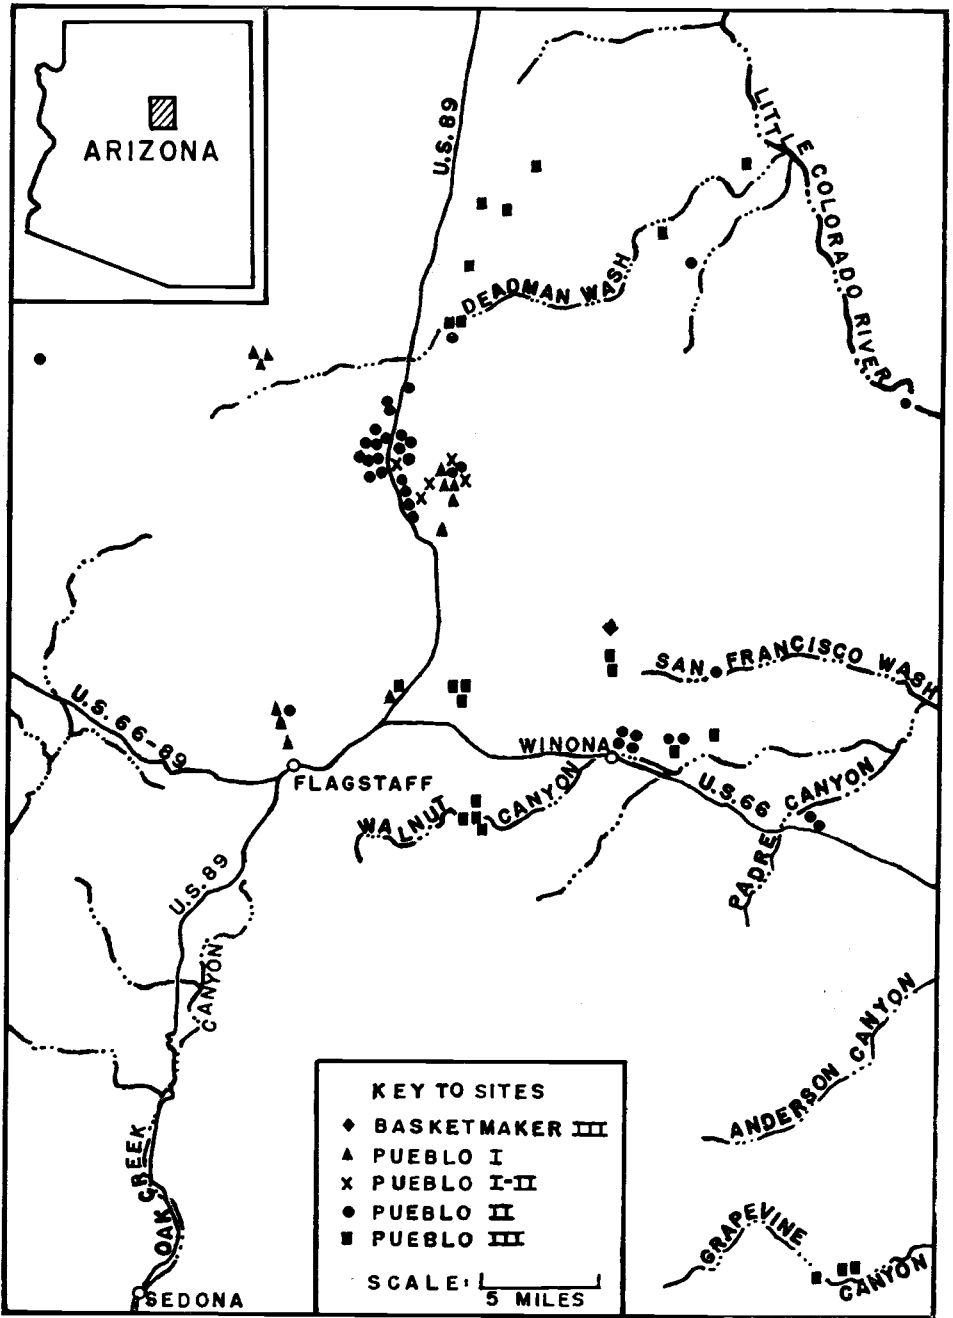 ARIZONA
U.S.89
LITTLE COLORADO RIVER
DEADMAN WASH
SAN FRANCISCO WASH
U.S.66-89
WINONA
FLAGSTAFF
U.S.66
WALNUT CANYON
PADRE CANYON
U.S.89
OAK CREEK CANYON
ANDERSON CANYON
GRAPEVINE CANYON
SEDONA
KEY TO SITES
BASKETMAKER III
PUEBLO I
PUEBLO I-II
PUEBLO II
PUEBLO III
SCALE:
5 MILES